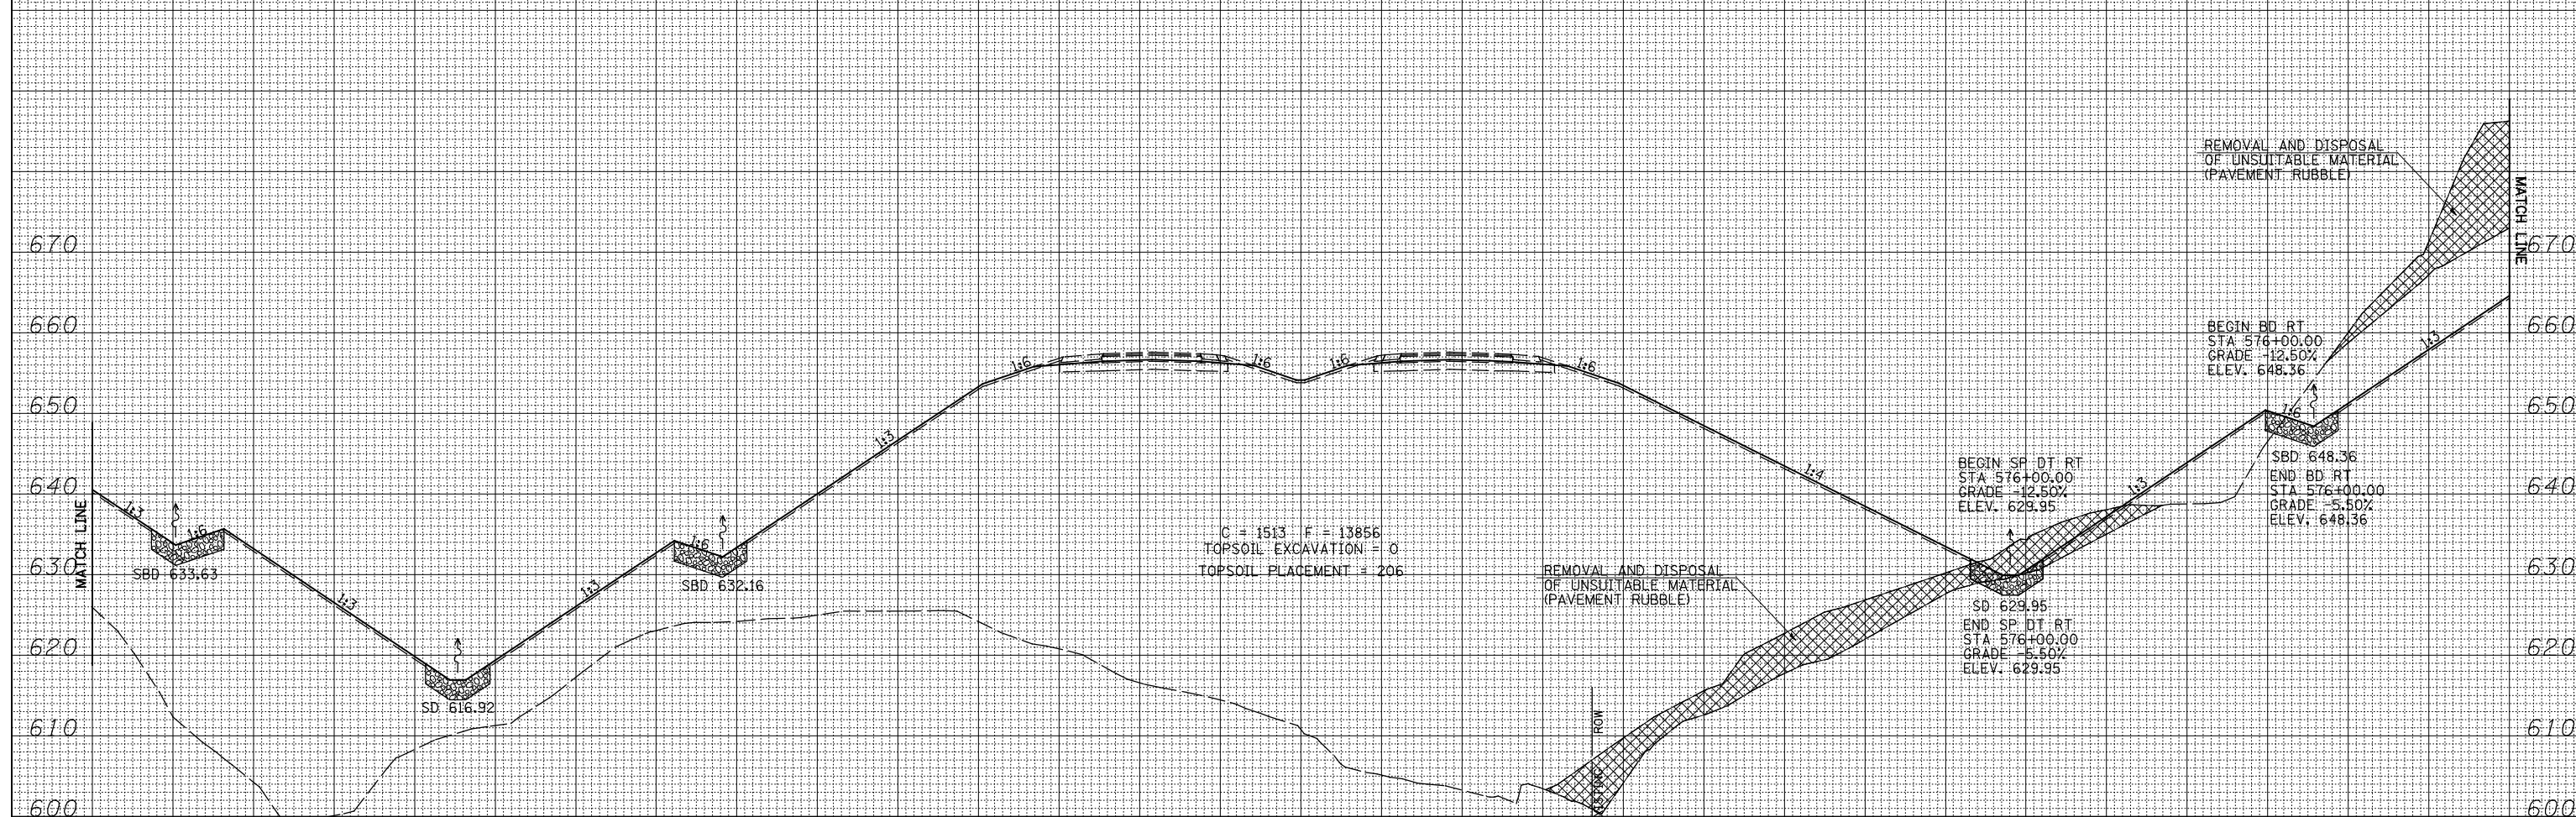 REMOVAL AND DISPOSAL
OF UNSUITABLE MATERIAL
(PAVEMENT RUBBLE)
MATCH LINE
670
670
660
660
650
650
640
640
630
630
620
620
610
610
600
600
BEGIN BD RT
STA 576+00.00
GRADE -12.50%
ELEV. 648.36
1:3
1:6
SBD 648.36
END BD RT
STA 576+00.00
GRADE -5.50%
ELEV. 648.36
1:6
1:6
1:6
1:6
1:3
1:4
BEGIN SP DT RT
STA 576+00.00
GRADE -12.50%
ELEV. 629.95
1:3
MATCH LINE
1:3
1:6
SBD 633.63
1:3
1:3
1:6
SBD 632.16
SD 616.92
C = 1513 F = 13856
TOPSOIL EXCAVATION = 0
TOPSOIL PLACEMENT = 206
REMOVAL AND DISPOSAL
OF UNSUITABLE MATERIAL
(PAVEMENT RUBBLE)
SD 629.95
END SP DT RT
STA 576+00.00
GRADE -5.50%
ELEV. 629.95
ROW